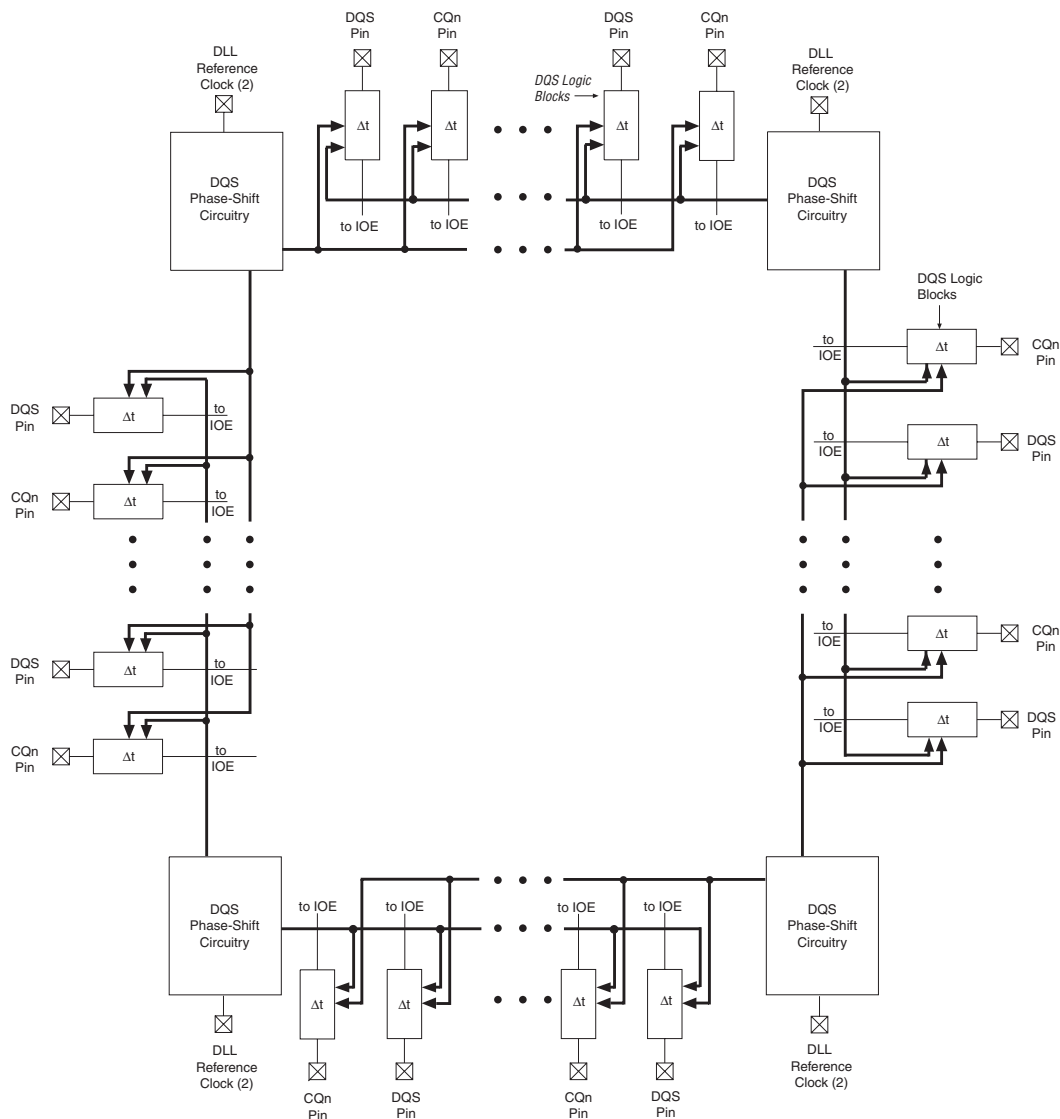 DQS
Pin
CQn
Pin
DQS
Pin
CQn
Pin
DLL
Reference
Clock (2)
DQS Logic
Blocks
DLL
Reference
Clock (2)
Δt
Δt
Δt
Δt
DQS
Phase-Shift
Circuitry
DQS
Phase-Shift
Circuitry
to IOE
to IOE
to IOE
to IOE
DQS Logic
Blocks
to
IOE
Δt
CQn
Pin
DQS
Pin
Δt
to
IOE
to
IOE
Δt
DQS
Pin
CQn
Pin
Δt
to
IOE
DQS
Pin
Δt
to
IOE
to
IOE
Δt
CQn
Pin
CQn
Pin
Δt
to
IOE
to
IOE
Δt
DQS
Pin
DQS
Phase-Shift
Circuitry
to IOE
to IOE
to IOE
to IOE
DQS
Phase-Shift
Circuitry
Δt
Δt
Δt
Δt
DLL
Reference
Clock (2)
CQn
Pin
DQS
Pin
CQn
Pin
DQS
Pin
DLL
Reference
Clock (2)